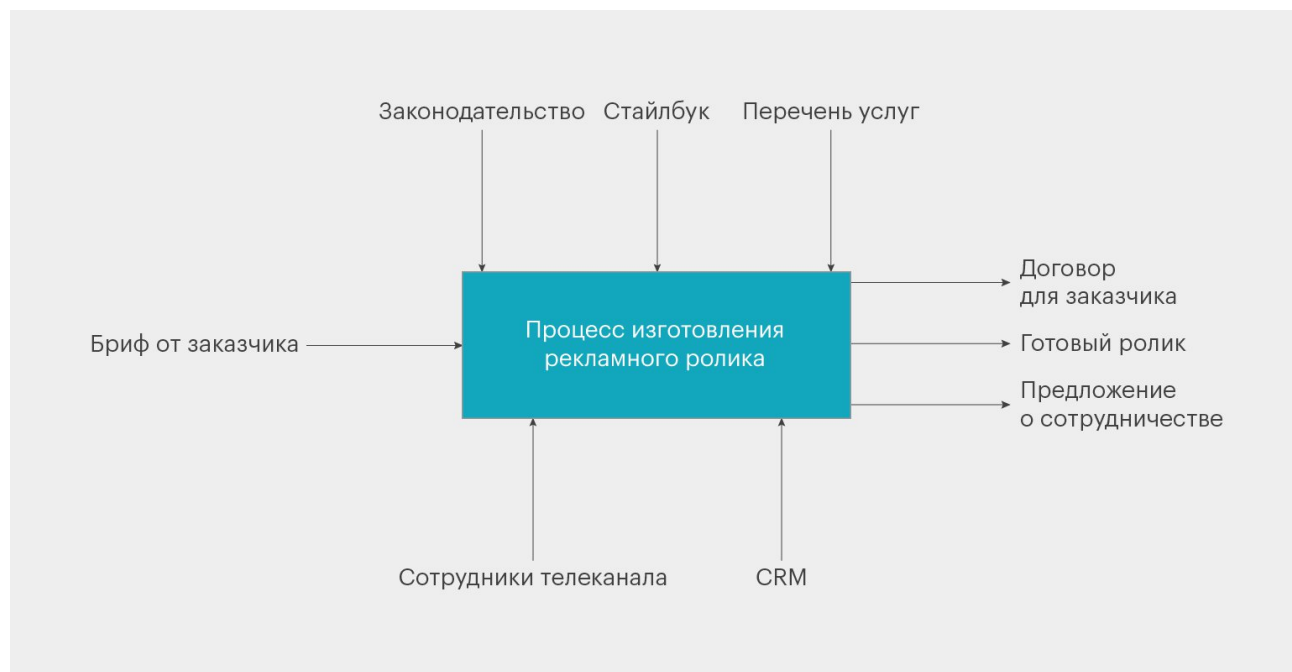 Законодательство
Стайлбук
Перечень услуг
Договор
для заказчика
Процесс изготовления
рекламного ролика
Бриф от заказчика
Готовый ролик
Предложение
о сотрудничестве
Сотрудники телеканала
CRM